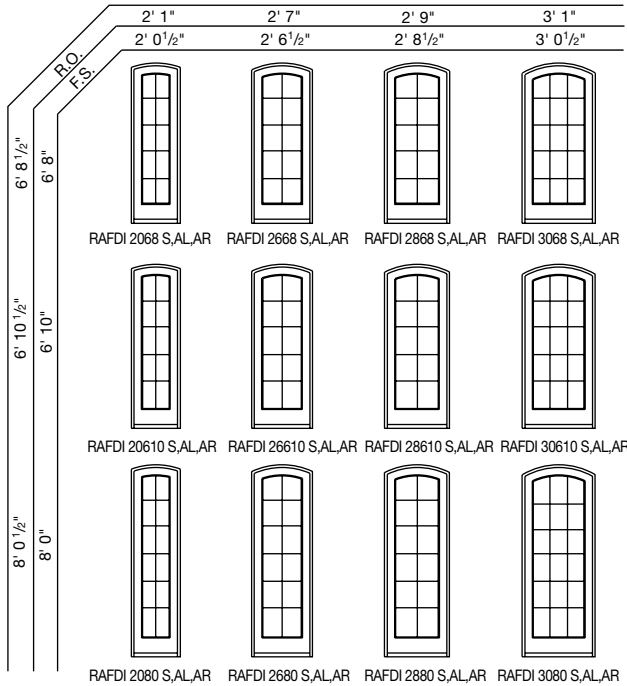 2' 1" 2' 7" 2' 9" 3' 1"
2' 0 1/2" 2' 6 1/2" 2' 8 1/2" 3' 0 1/2"
R.O.
F.S.
6' 8 1/2" 6' 8"
RAFDI 2068 S,AL,AR RAFDI 2668 S,AL,AR RAFDI 2868 S,AL,AR RAFDI 3068 S,AL,AR
6' 10 1/2" 6' 10"
RAFDI 20610 S,AL,AR RAFDI 26610 S,AL,AR RAFDI 28610 S,AL,AR RAFDI 30610 S,AL,AR
8' 0 1/2" 8' 0"
RAFDI 2080 S,AL,AR RAFDI 2680 S,AL,AR RAFDI 2880 S,AL,AR RAFDI 3080 S,AL,AR